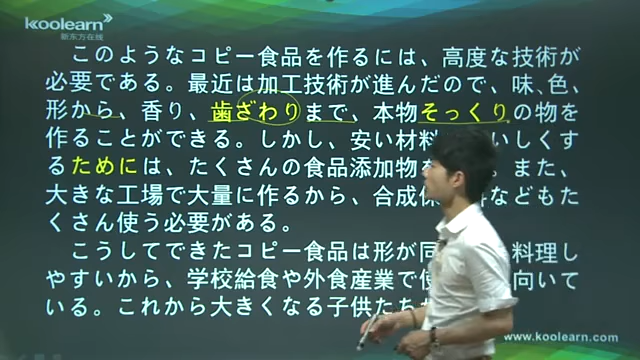 koolearn
新东方在线
このようなコピー食品を作るには、高度な技術が
必要である。最近は加工技術が進んだので、味、色、
形から、香り、歯ざわりまで、本物そっくりの物を
作ることができる。しかし、安い材料 いしくす
るためには、たくさんの食品添加物 。また、
大きな工場で大量に作るから、合成保 料などもた
くさん使う必要がある。
こうしてできたコピー食品は形が同 料理し
やすいから、学校給食や外食産業で使 向いて
いる。これから大きくなる子供たち
www.koolearn.com